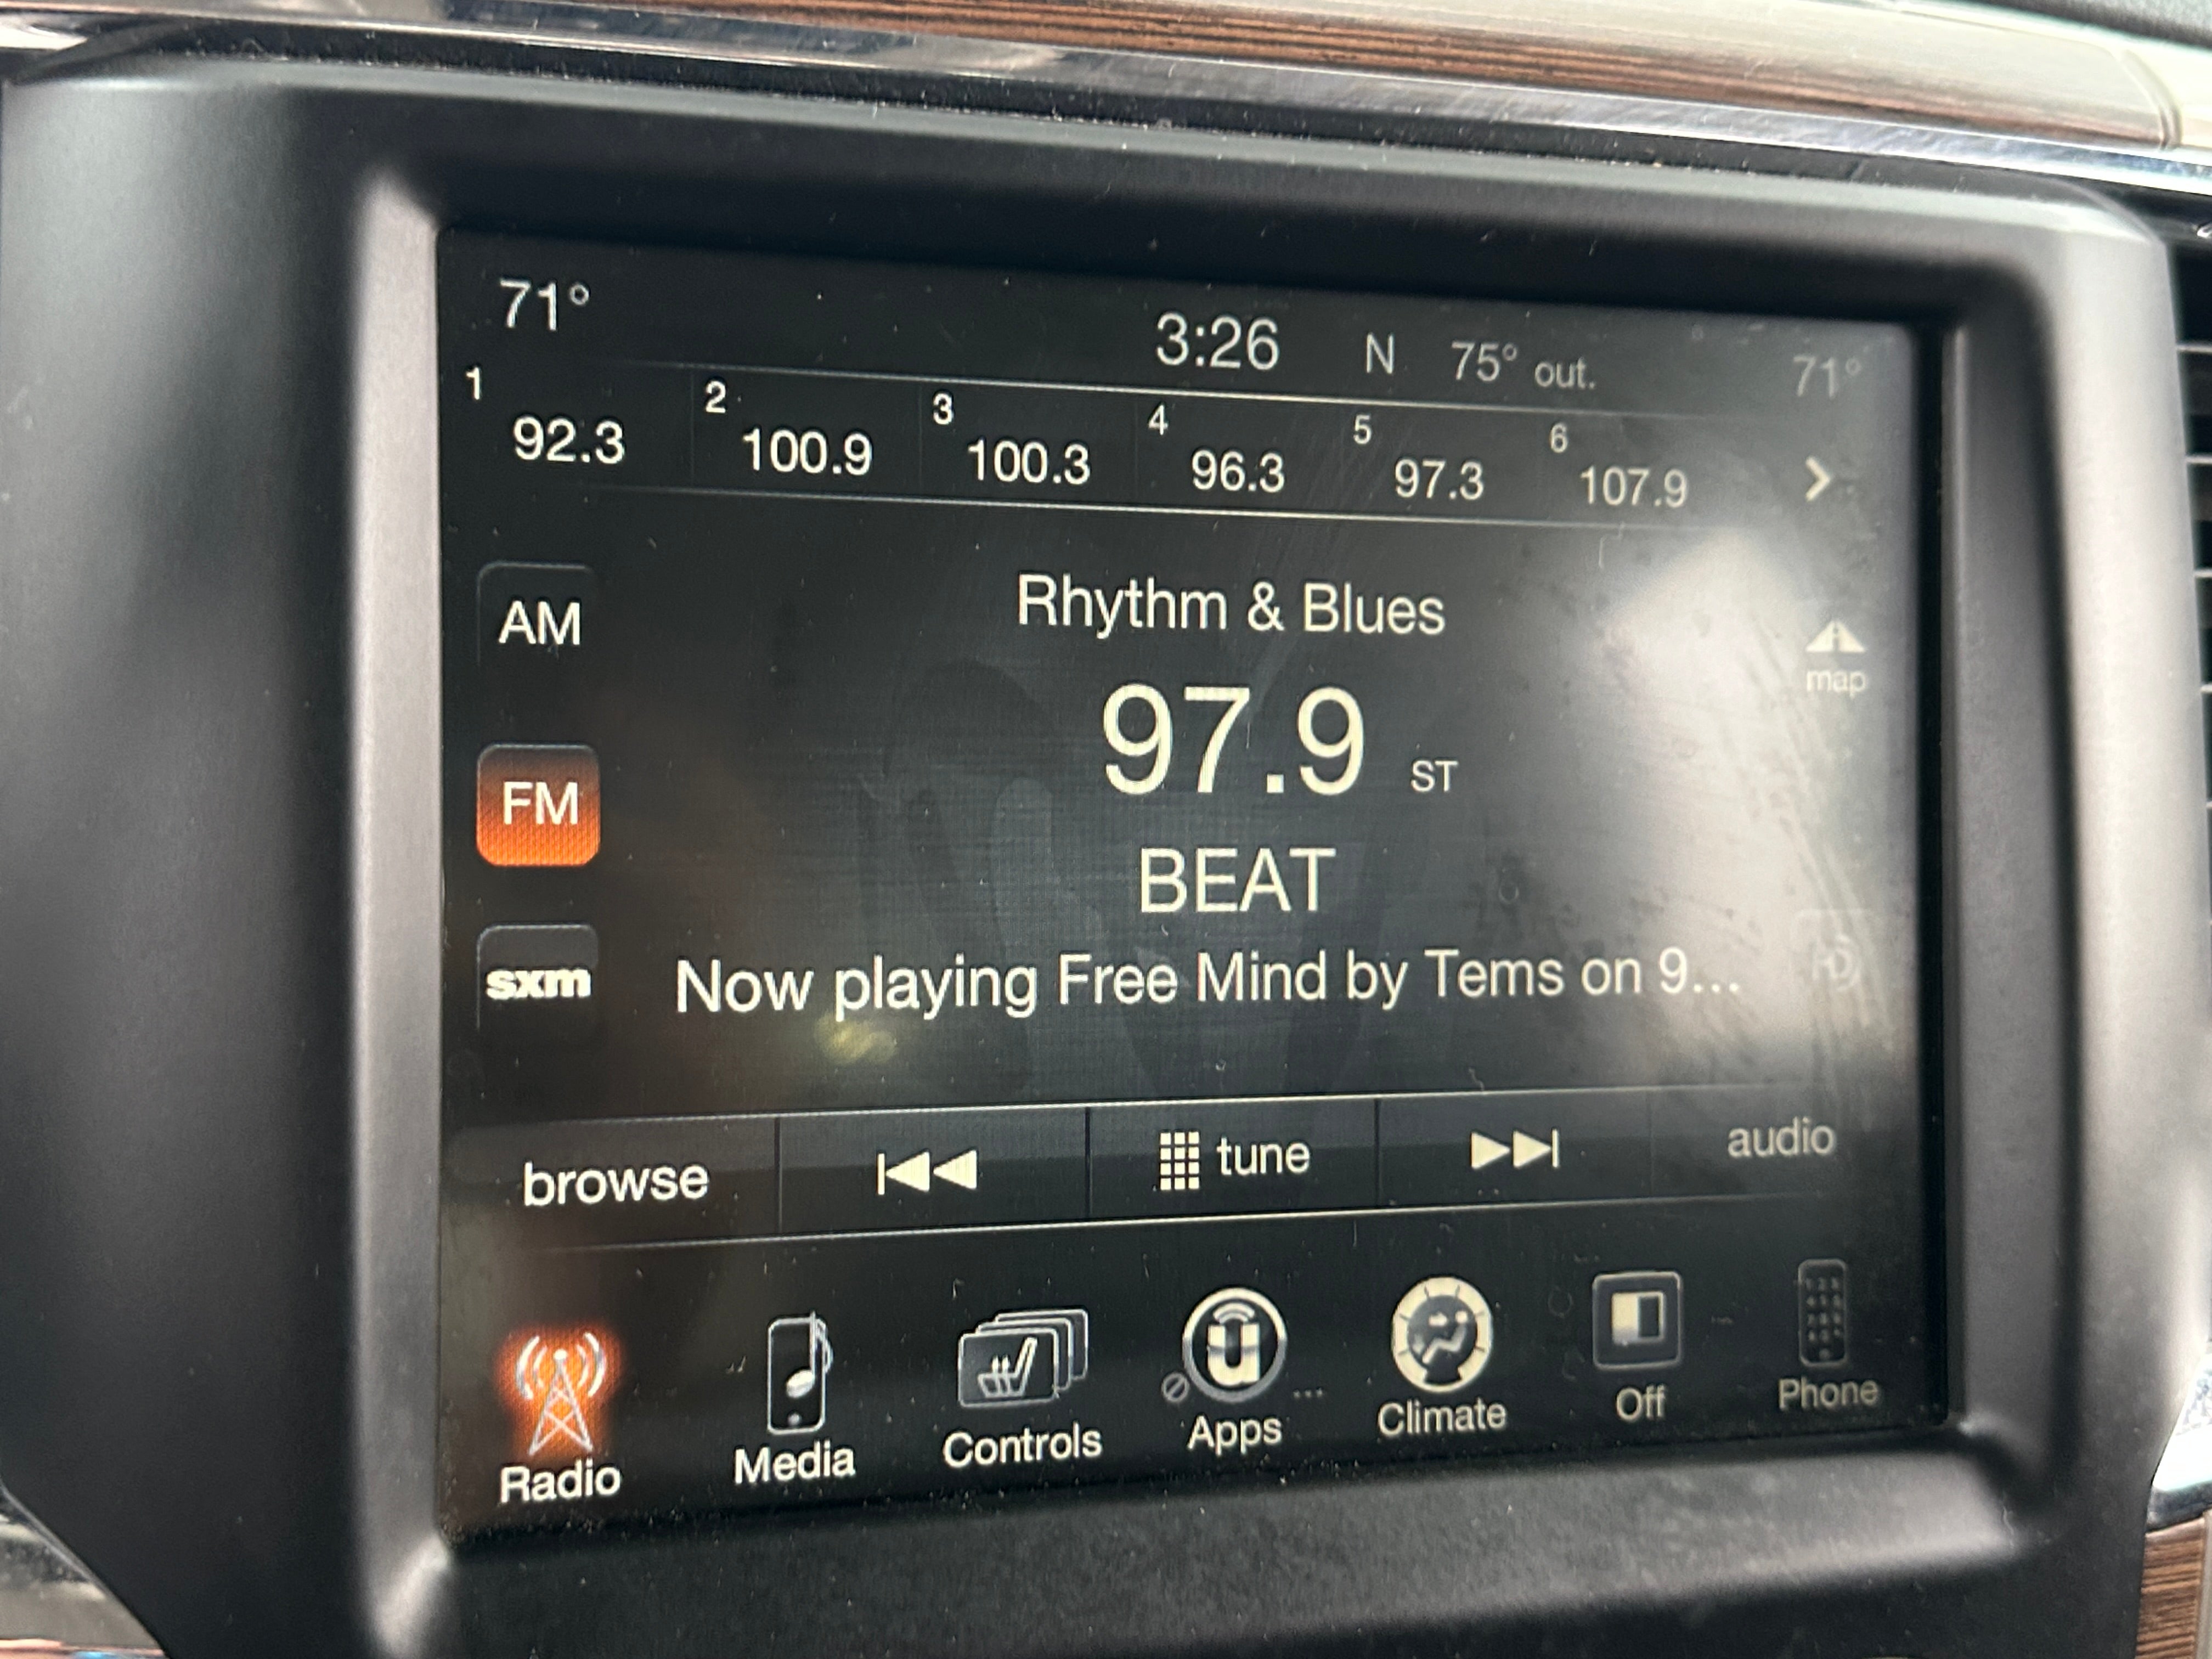 71° 3:26 N 75° out. 71°
1 92.3 2 100.9 3 100.3 4 96.3 5 97.3 6 107.9
AM
Rhythm & Blues
map
FM
97.9 ST
BEAT
sxm
Now playing Free Mind by Tems on 9...
HD
browse tune audio
Radio Media Controls Apps Climate Off Phone